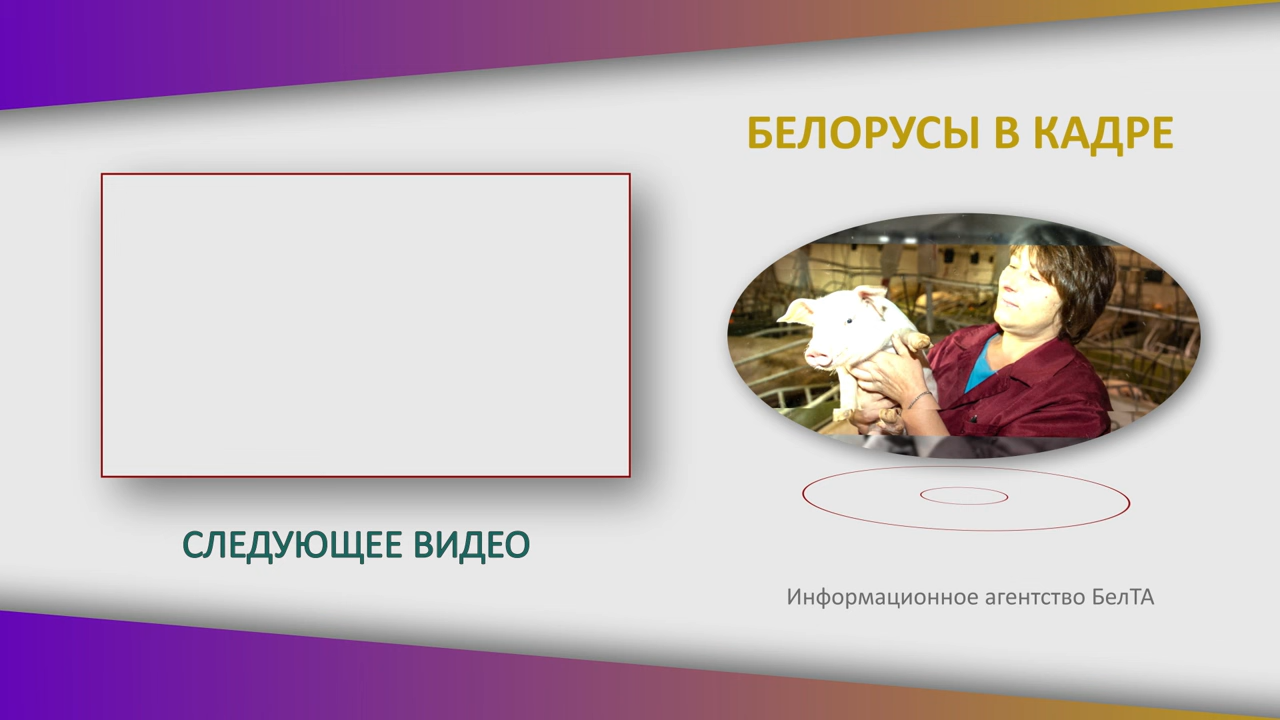 БЕЛОРУСЫ В КАДРЕ
СЛЕДУЮЩЕЕ ВИДЕО
Информационное агентство БелТА